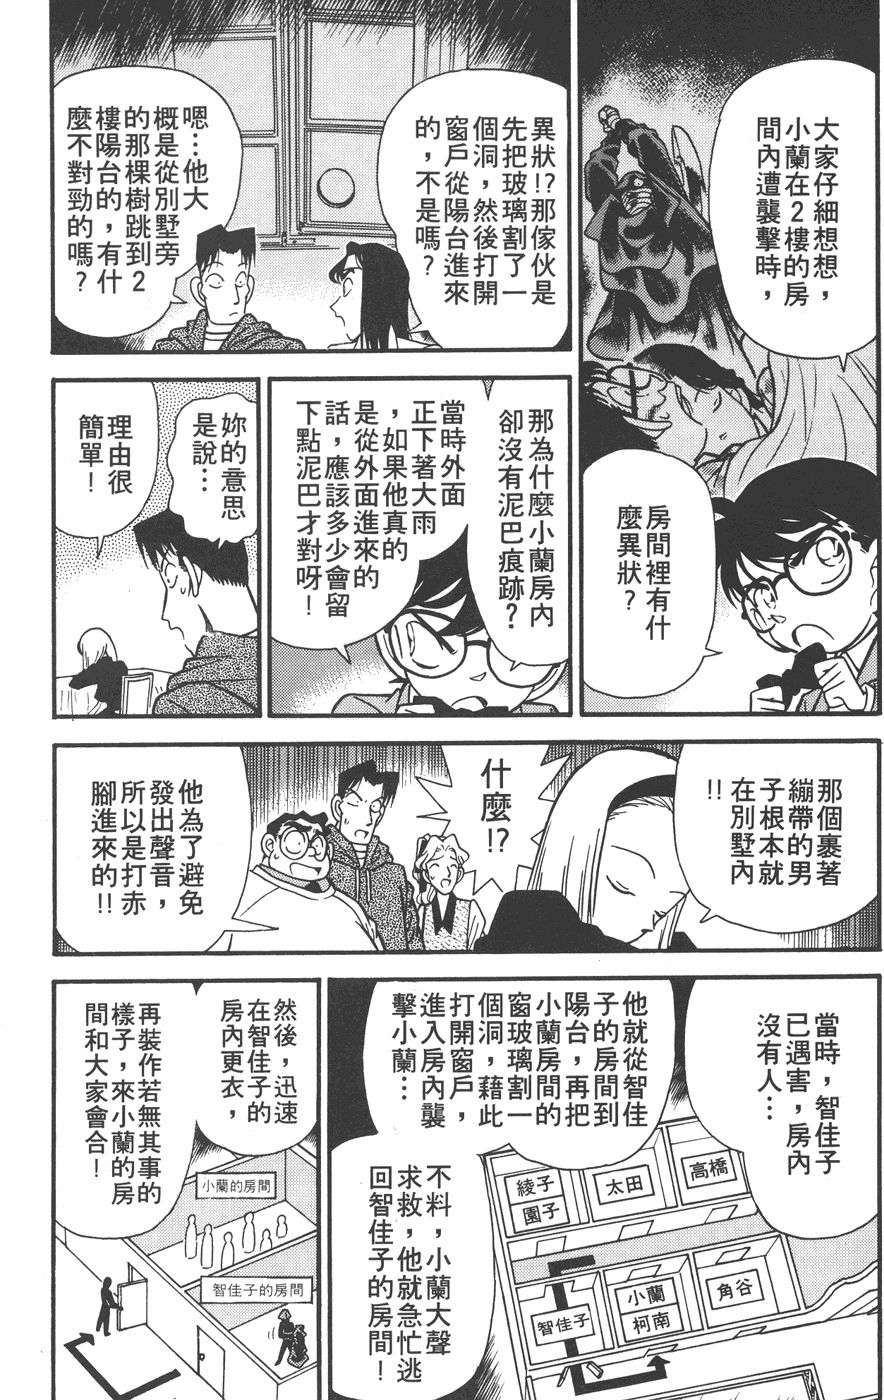 大家仔細想想，
小蘭在2樓的房
間內遭襲擊時，
房間裡有什
麼異狀？
異狀!?那傢伙是
先把玻璃割了一
個洞，然後打開
窗戶從陽台進來
的，不是嗎？
嗯…他大
概是從別墅旁
的那棵樹跳到2
樓陽台的，有什
麼不對勁的嗎？
那為什麼小蘭房內
卻沒有泥巴痕跡？
當時外面
正下著大雨
，如果他真的
是從外面進來的
話，應該多少會留
下點泥巴才對呀！
妳的意思
是說…
理由很
簡單！
那個裹著
繃帶的男
子根本就
在別墅內
!!
什麼!?
他為了避免
發出聲音，
所以是打赤
腳進來的!!
當時，智佳子
已遇害，房內
沒有人…
他就從智佳
子的房間到
陽台，再把
小蘭房間的
窗玻璃割一
個洞，藉此
打開窗戶，
進入房內襲
擊小蘭…
不料，小蘭大聲
求救，他就急忙逃
回智佳子的房間！
高橋
太田
綾子
園子
角谷
小蘭
柯南
智佳子
然後，迅速
在智佳子的
房內更衣，
再裝作若無其事的
樣子，來小蘭的房
間和大家會合！
小蘭的房間
智佳子的房間